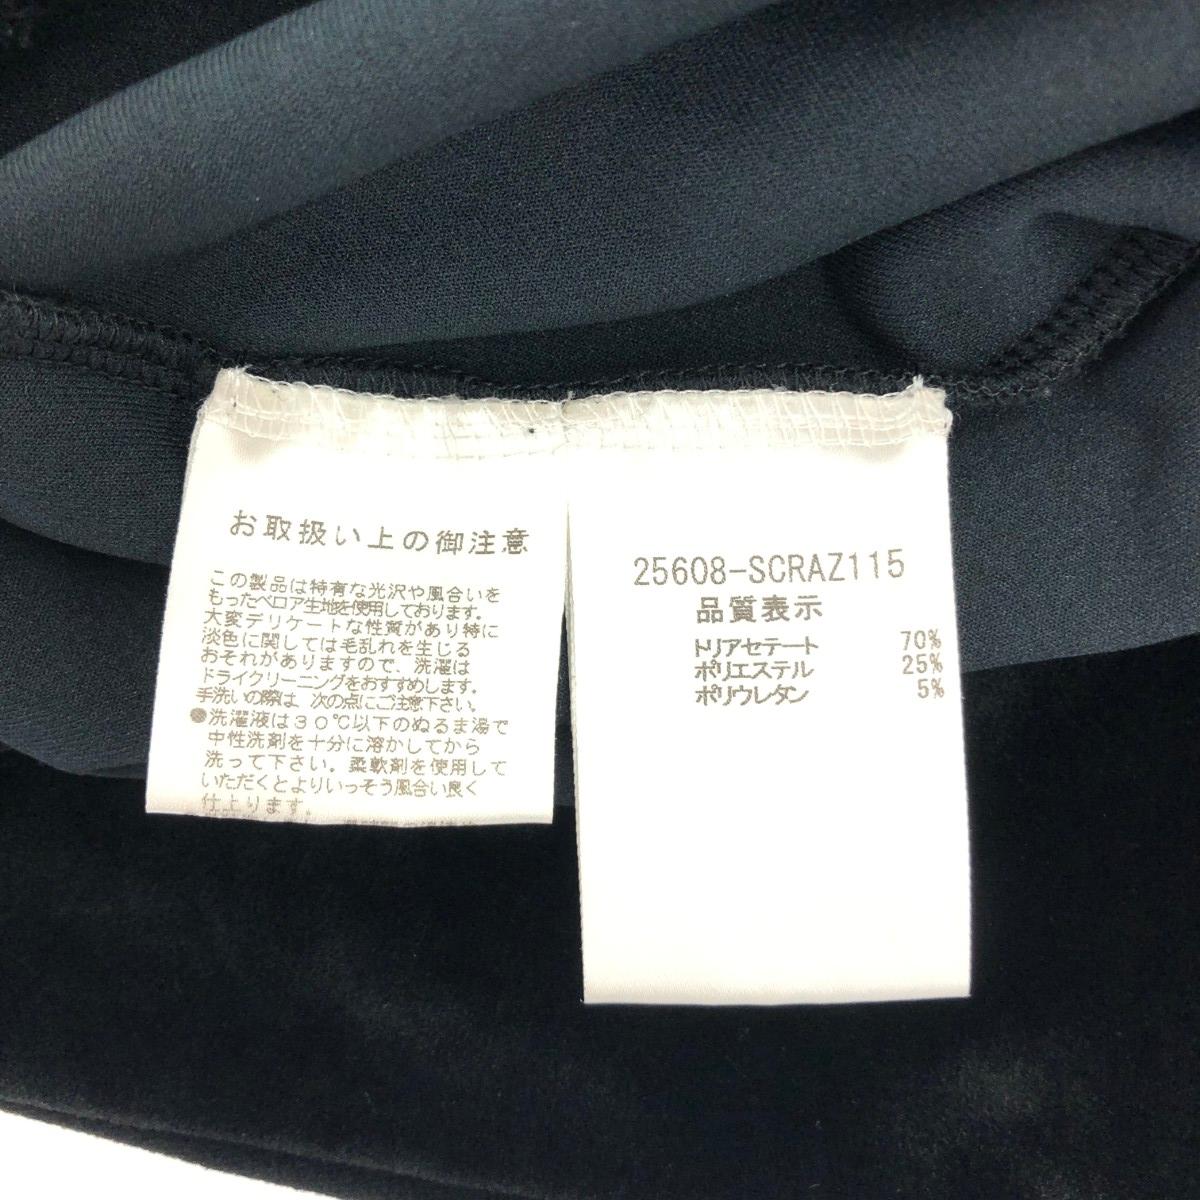 お取扱い上の御注意
この製品は特有な光沢や風合いを
もったベロア生地を使用しております。
大変デリケートな性質があり特に
淡色に関しては毛乱れを生じる
おそれがありますので、洗濯は
ドライクリーニングをおすすめします。
手洗いの際は、次の点にご注意下さい。
●洗濯液は30℃以下のぬるま湯で
中性洗剤を十分に溶かしてから
洗って下さい。柔軟剤を使用して
いただくとよりいっそう風合い良く
仕上ります。
25608-SCRAZ115
品質表示
トリアセテート 70%
ポリエステル 25%
ポリウレタン 5%